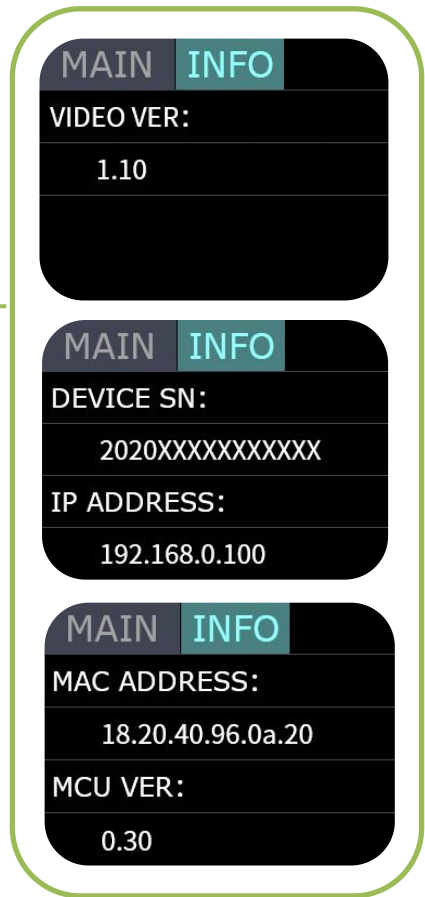 MAIN INFO
VIDEO VER:
1.10
MAIN INFO
DEVICE SN:
2020XXXXXXXXXXX
IP ADDRESS:
192.168.0.100
MAIN INFO
MAC ADDRESS:
18.20.40.96.0a.20
MCU VER:
0.30